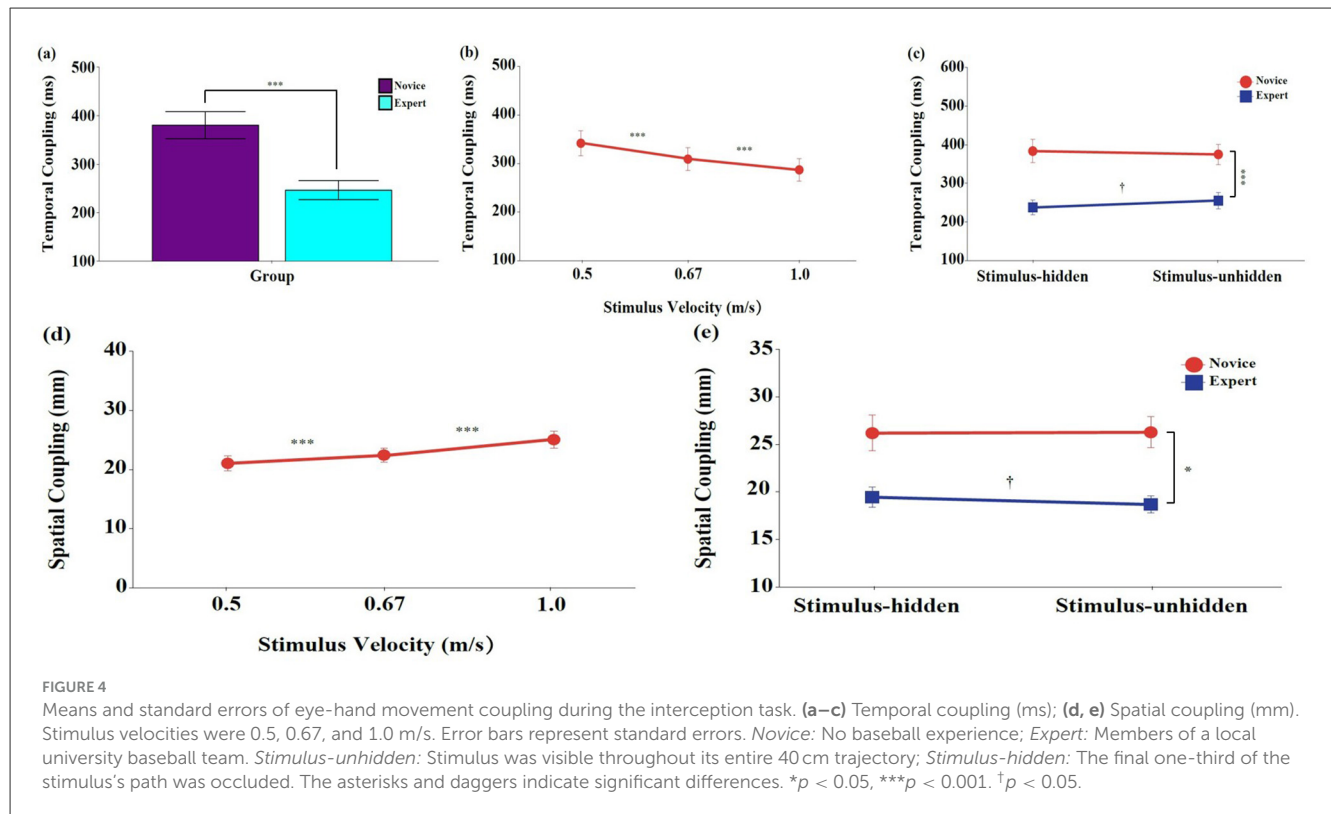 (a)
500
400
300
200
100
Temporal Coupling (ms)
***
Novice
Expert
Group
(b)
500
400
300
200
100
Temporal Coupling (ms)
***
***
0.5
0.67
1.0
Stimulus Velocity (m/s)
(c)
600
500
400
300
200
100
Temporal Coupling (ms)
Novice
Expert
†
***
Stimulus-hidden
Stimulus-unhidden
(d)
40
30
20
10
0
Spatial Coupling (mm)
***
***
0.5
0.67
1.0
Stimulus Velocity (m/s)
(e)
35
30
25
20
15
10
Spatial Coupling (mm)
Novice
Expert
†
*
Stimulus-hidden
Stimulus-unhidden
FIGURE 4
Means and standard errors of eye-hand movement coupling during the interception task. (a–c) Temporal coupling (ms); (d, e) Spatial coupling (mm).
Stimulus velocities were 0.5, 0.67, and 1.0 m/s. Error bars represent standard errors. Novice: No baseball experience; Expert: Members of a local
university baseball team. Stimulus-unhidden: Stimulus was visible throughout its entire 40 cm trajectory; Stimulus-hidden: The final one-third of the
stimulus's path was occluded. The asterisks and daggers indicate significant differences. *p < 0.05, ***p < 0.001. †p < 0.05.